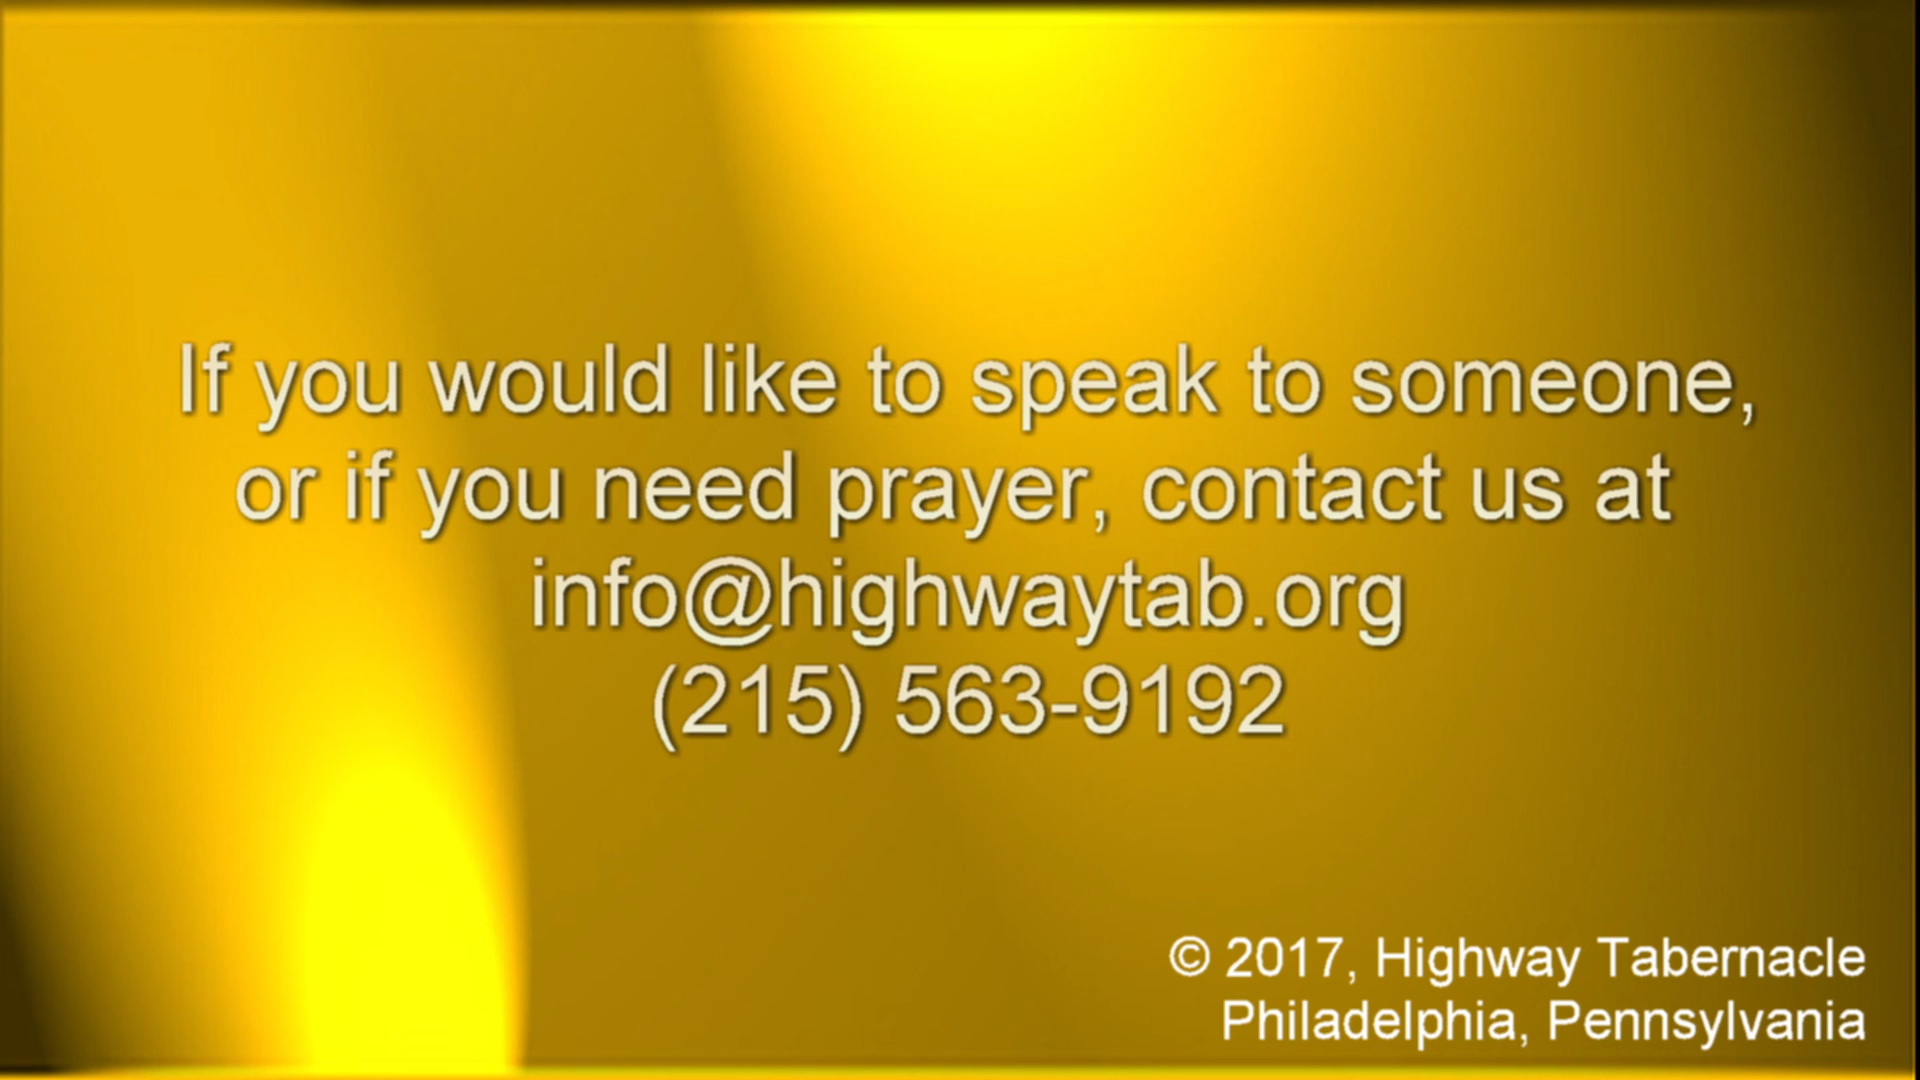 If you would like to speak to someone,
or if you need prayer, contact us at
info@highwaytab.org
(215) 563-9192
© 2017, Highway Tabernacle
Philadelphia, Pennsylvania